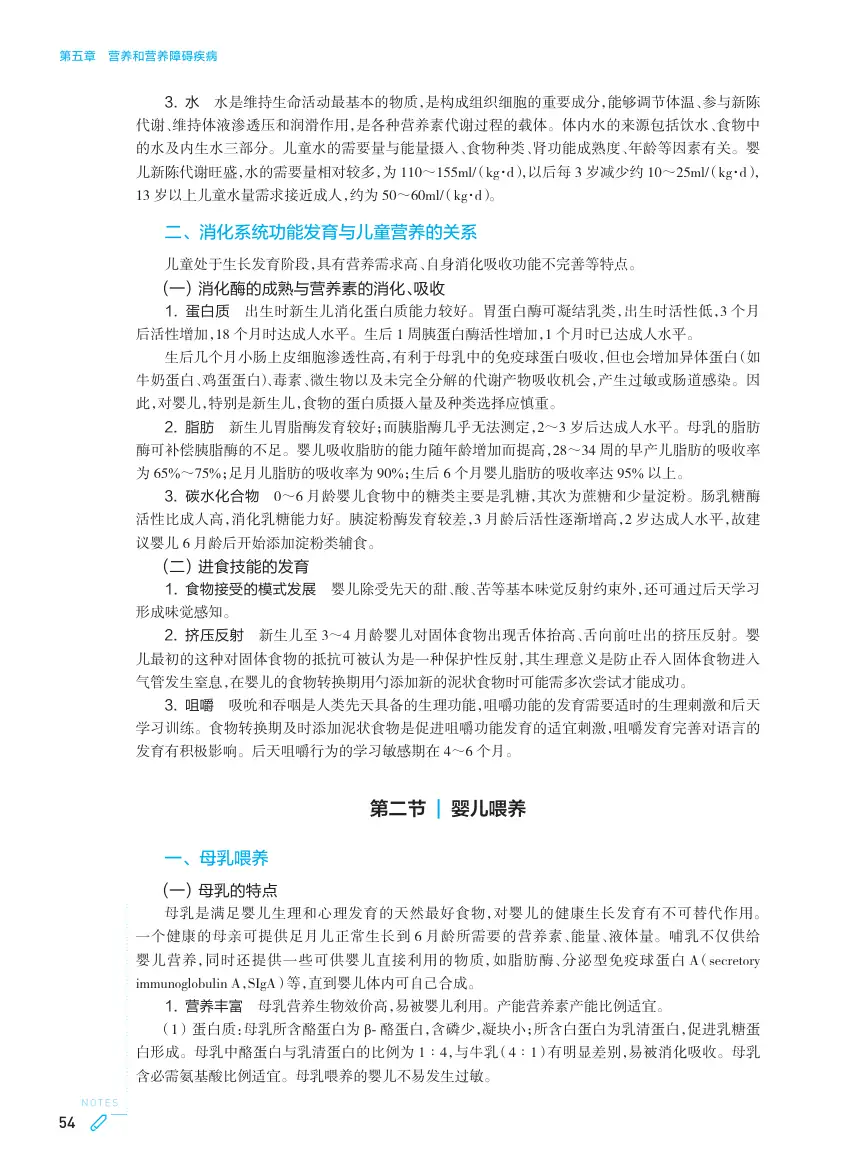 第五章　营养和营养障碍疾病
3. 水　水是维持生命活动最基本的物质,是构成组织细胞的重要成分,能够调节体温、参与新陈
代谢、维持体液渗透压和润滑作用,是各种营养素代谢过程的载体。体内水的来源包括饮水、食物中
的水及内生水三部分。儿童水的需要量与能量摄入、食物种类、肾功能成熟度、年龄等因素有关。婴
儿新陈代谢旺盛,水的需要量相对较多,为 110～155ml/(kg·d),以后每 3 岁减少约 10～25ml/(kg·d),
13 岁以上儿童水量需求接近成人,约为 50～60ml/(kg·d)。
二、消化系统功能发育与儿童营养的关系
儿童处于生长发育阶段,具有营养需求高、自身消化吸收功能不完善等特点。
(一) 消化酶的成熟与营养素的消化、吸收
1. 蛋白质　出生时新生儿消化蛋白质能力较好。胃蛋白酶可凝结乳类,出生时活性低,3 个月
后活性增加,18 个月时达成人水平。生后 1 周胰蛋白酶活性增加,1 个月时已达成人水平。
生后几个月小肠上皮细胞渗透性高,有利于母乳中的免疫球蛋白吸收,但也会增加异体蛋白(如
牛奶蛋白、鸡蛋蛋白)、毒素、微生物以及未完全分解的代谢产物吸收机会,产生过敏或肠道感染。因
此,对婴儿,特别是新生儿,食物的蛋白质摄入量及种类选择应慎重。
2. 脂肪　新生儿胃脂酶发育较好;而胰脂酶几乎无法测定,2～3 岁后达成人水平。母乳的脂肪
酶可补偿胰脂酶的不足。婴儿吸收脂肪的能力随年龄增加而提高,28～34 周的早产儿脂肪的吸收率
为 65%～75%;足月儿脂肪的吸收率为 90%;生后 6 个月婴儿脂肪的吸收率达 95% 以上。
3. 碳水化合物　0～6 月龄婴儿食物中的糖类主要是乳糖,其次为蔗糖和少量淀粉。肠乳糖酶
活性比成人高,消化乳糖能力好。胰淀粉酶发育较差,3 月龄后活性逐渐增高,2 岁达成人水平,故建
议婴儿 6 月龄后开始添加淀粉类辅食。
(二) 进食技能的发育
1. 食物接受的模式发展　婴儿除受先天的甜、酸、苦等基本味觉反射约束外,还可通过后天学习
形成味觉感知。
2. 挤压反射　新生儿至 3～4 月龄婴儿对固体食物出现舌体抬高、舌向前吐出的挤压反射。婴
儿最初的这种对固体食物的抵抗可被认为是一种保护性反射,其生理意义是防止吞入固体食物进入
气管发生窒息,在婴儿的食物转换期用勺添加新的泥状食物时可能需多次尝试才能成功。
3. 咀嚼　吸吮和吞咽是人类先天具备的生理功能,咀嚼功能的发育需要适时的生理刺激和后天
学习训练。食物转换期及时添加泥状食物是促进咀嚼功能发育的适宜刺激,咀嚼发育完善对语言的
发育有积极影响。后天咀嚼行为的学习敏感期在 4～6 个月。
第二节 | 婴儿喂养
一、母乳喂养
(一) 母乳的特点
母乳是满足婴儿生理和心理发育的天然最好食物,对婴儿的健康生长发育有不可替代作用。
一个健康的母亲可提供足月儿正常生长到 6 月龄所需要的营养素、能量、液体量。哺乳不仅供给
婴儿营养,同时还提供一些可供婴儿直接利用的物质,如脂肪酶、分泌型免疫球蛋白 A(secretory
immunoglobulin A,SIgA)等,直到婴儿体内可自己合成。
1. 营养丰富　母乳营养生物效价高,易被婴儿利用。产能营养素产能比例适宜。
(1)蛋白质:母乳所含酪蛋白为 β- 酪蛋白,含磷少,凝块小;所含白蛋白为乳清蛋白,促进乳糖蛋
白形成。母乳中酪蛋白与乳清蛋白的比例为 1∶4,与牛乳(4∶1)有明显差别,易被消化吸收。母乳
含必需氨基酸比例适宜。母乳喂养的婴儿不易发生过敏。
NOTES
54